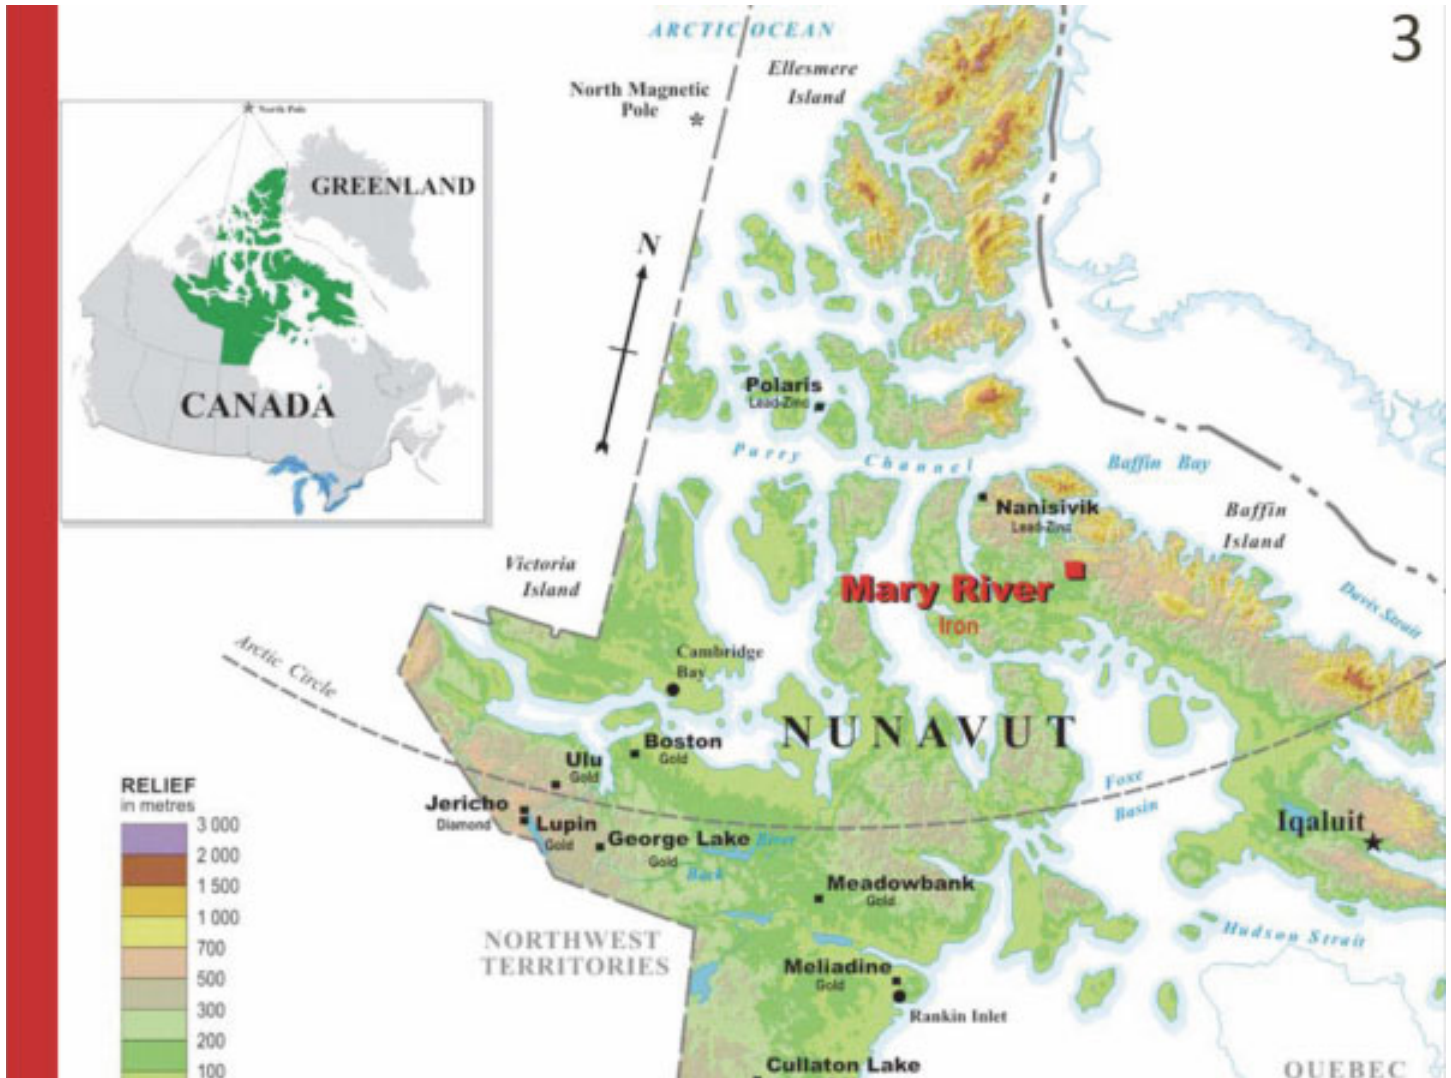 3
ARCTIC OCEAN
Ellesmere
Island
North Magnetic
Pole
North Pole
GREENLAND
CANADA
N
Polaris
Lead-Zinc
Parry Channel
Baffin Bay
Nanisivik
Lead-Zinc
Baffin
Island
Davis Strait
Victoria
Island
Mary River
Iron
Arctic Circle
Cambridge
Bay
NUNAVUT
Boston
Gold
Ulu
Gold
Foxe
Basin
Jericho
Diamond
Lupin
Gold
George Lake
Gold
River
Back
Iqaluit
Meadowbank
Gold
Hudson Strait
NORTHWEST
TERRITORIES
Meliadine
Gold
Rankin Inlet
Cullaton Lake
QUEBEC
RELIEF
in metres
3 000
2 000
1 500
1 000
700
500
300
200
100